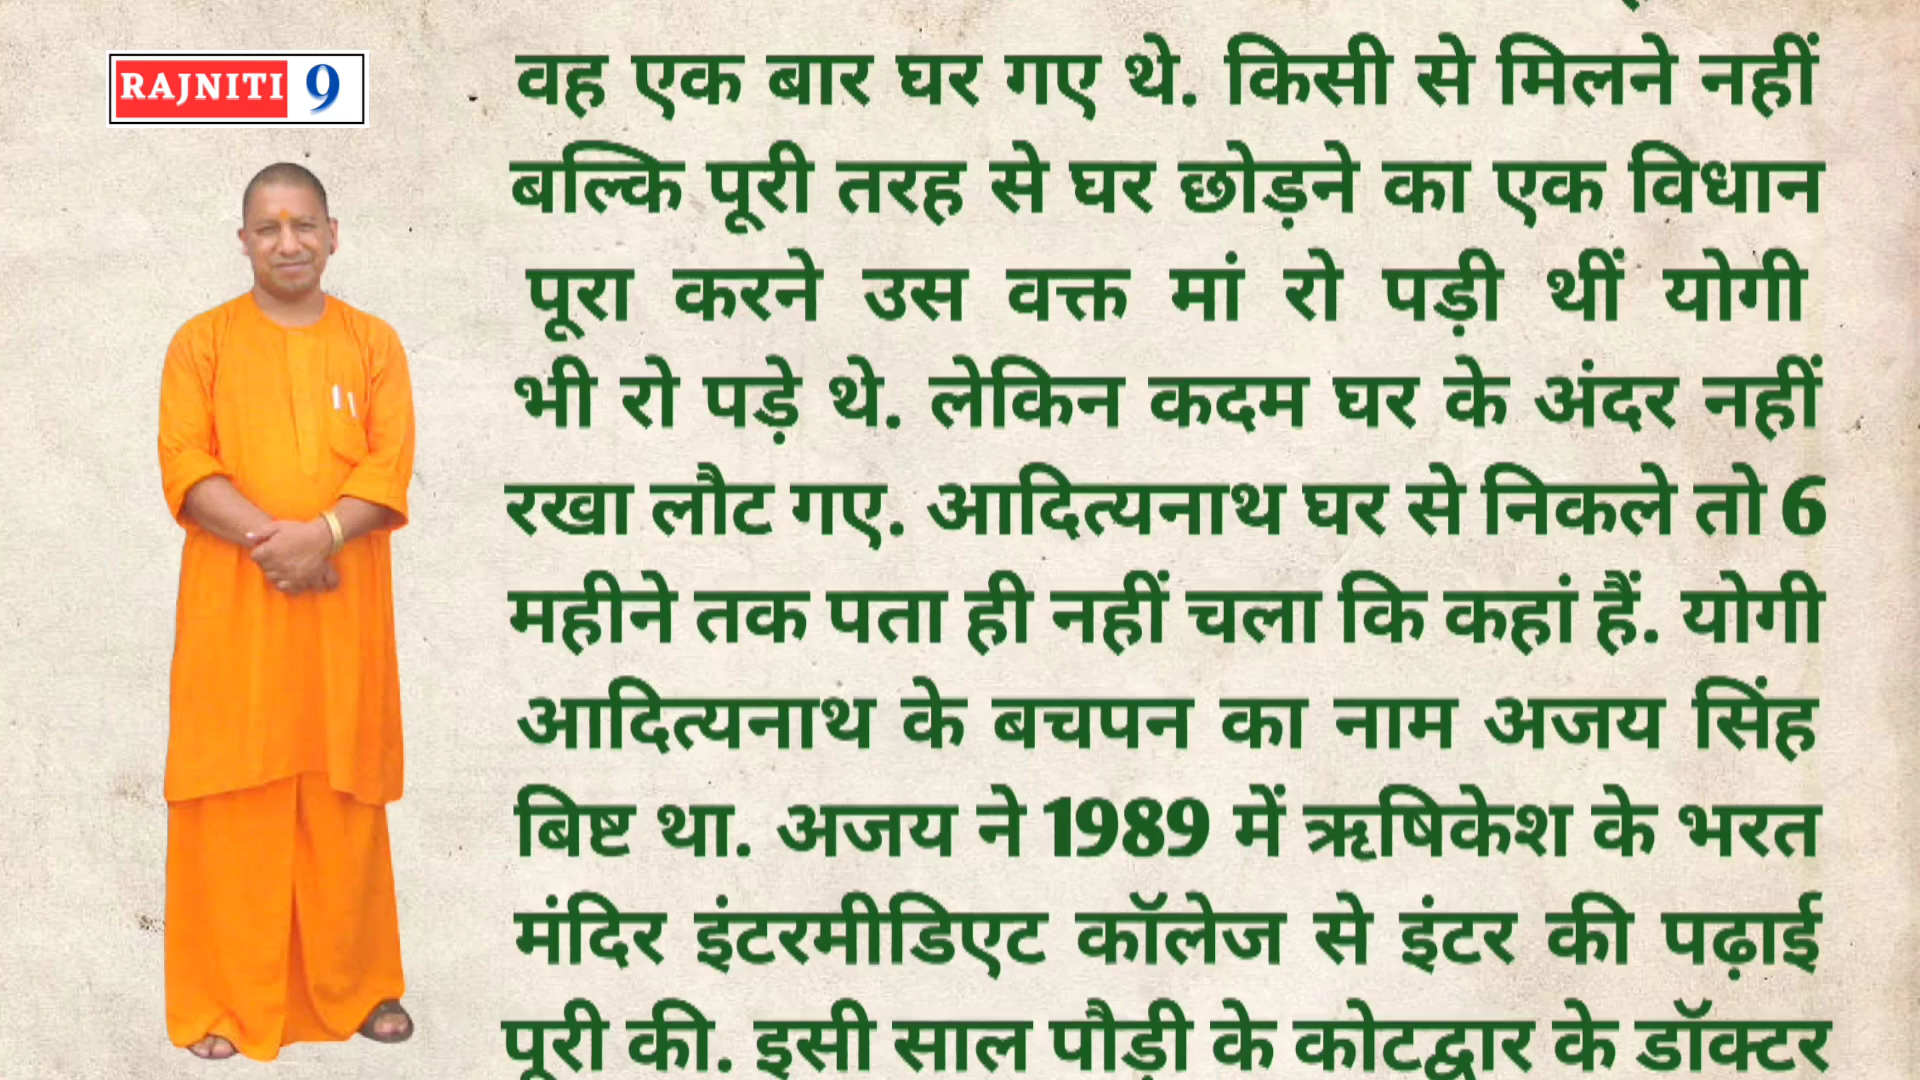 RAJNITI 9
वह एक बार घर गए थे. किसी से मिलने नहीं
बल्कि पूरी तरह से घर छोड़ने का एक विधान
पूरा करने उस वक्त मां रो पड़ी थीं योगी
भी रो पड़े थे. लेकिन कदम घर के अंदर नहीं
रखा लौट गए. आदित्यनाथ घर से निकले तो 6
महीने तक पता ही नहीं चला कि कहां हैं. योगी
आदित्यनाथ के बचपन का नाम अजय सिंह
बिष्ट था. अजय ने 1989 में ऋषिकेश के भरत
मंदिर इंटरमीडिएट कॉलेज से इंटर की पढ़ाई
पूरी की. इसी साल पौड़ी के कोटद्वार के डॉक्टर